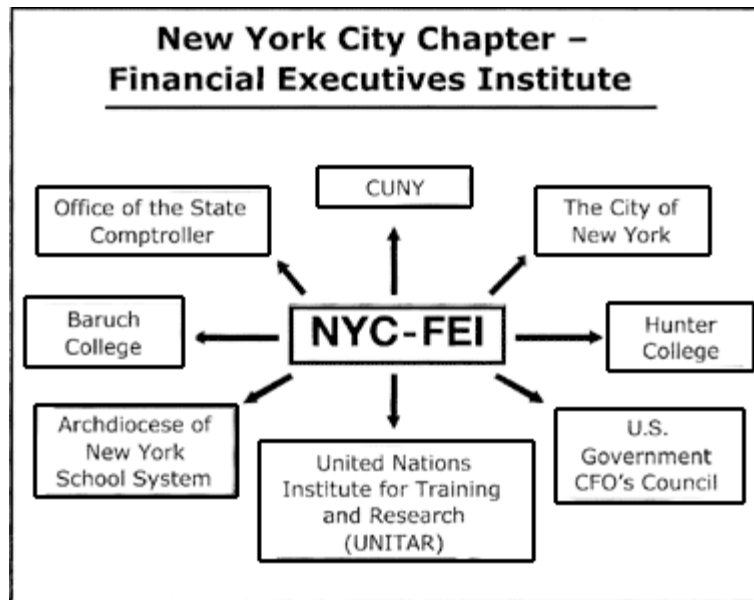 New York City Chapter –
Financial Executives Institute
CUNY
Office of the State
Comptroller
The City of
New York
Baruch
College
NYC-FEI
Hunter
College
Archdiocese of
New York
School System
United Nations
Institute for Training
and Research
(UNITAR)
U.S.
Government
CFO's Council